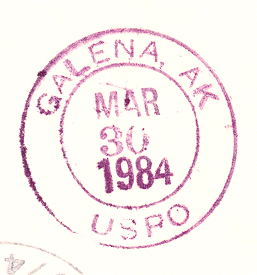 GALENA, AK
MAR
30
1984
USPO